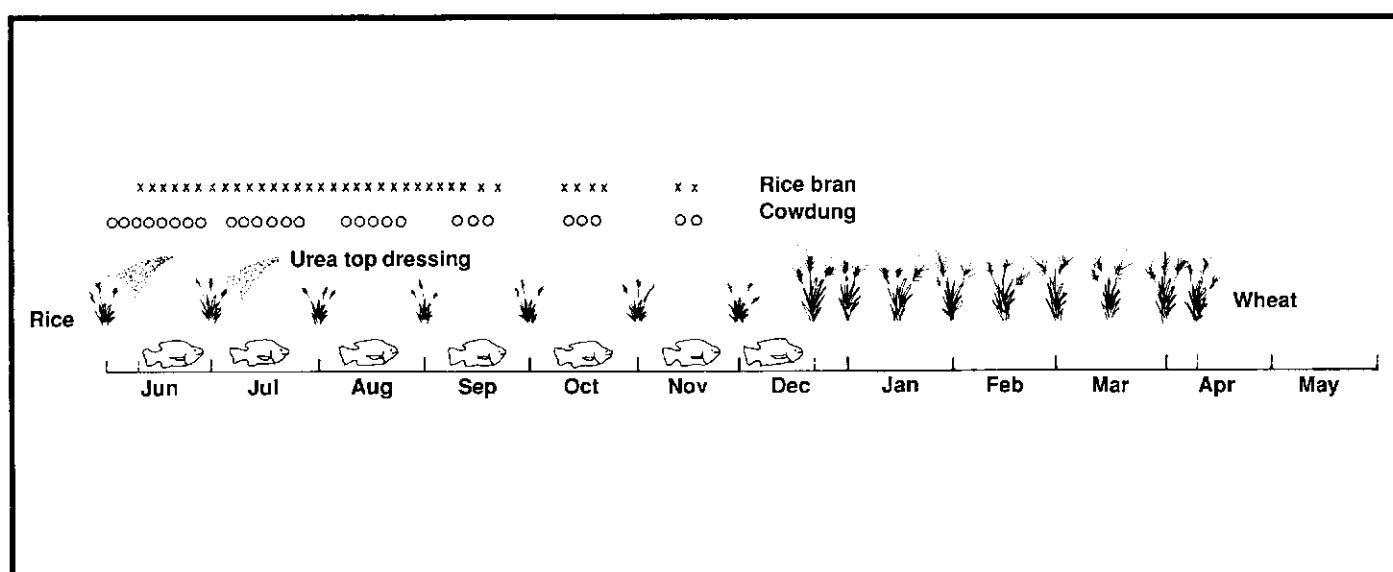 Rice bran
Cowdung
Urea top dressing
Rice
Wheat
Jun Jul Aug Sep Oct Nov Dec Jan Feb Mar Apr May